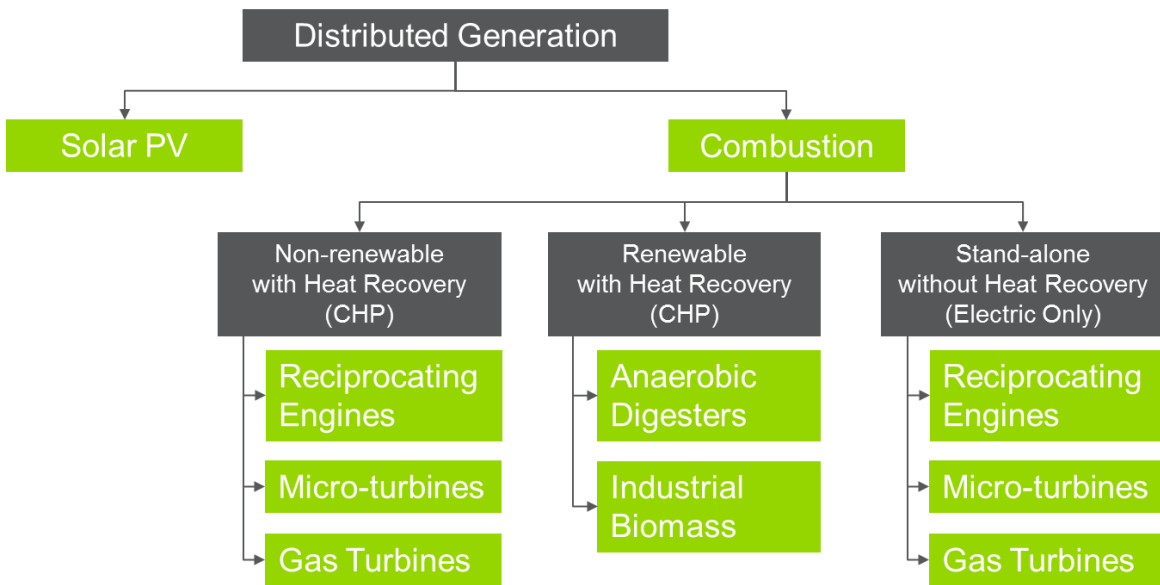 Distributed Generation
Solar PV
Combustion
Non-renewable
with Heat Recovery
(CHP)
Renewable
with Heat Recovery
(CHP)
Stand-alone
without Heat Recovery
(Electric Only)
Reciprocating
Engines
Micro-turbines
Gas Turbines
Anaerobic
Digesters
Industrial
Biomass
Reciprocating
Engines
Micro-turbines
Gas Turbines